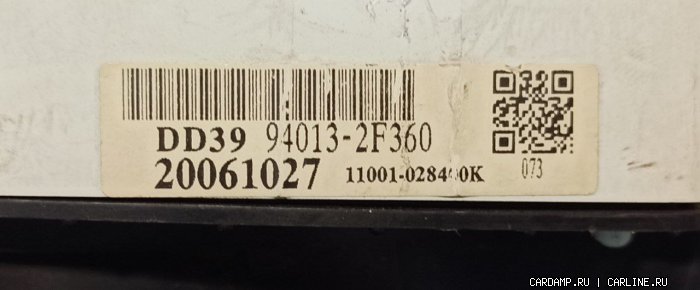 DD39 94013-2F360
20061027
073
CARDAMP.RU | CARLINE.RU